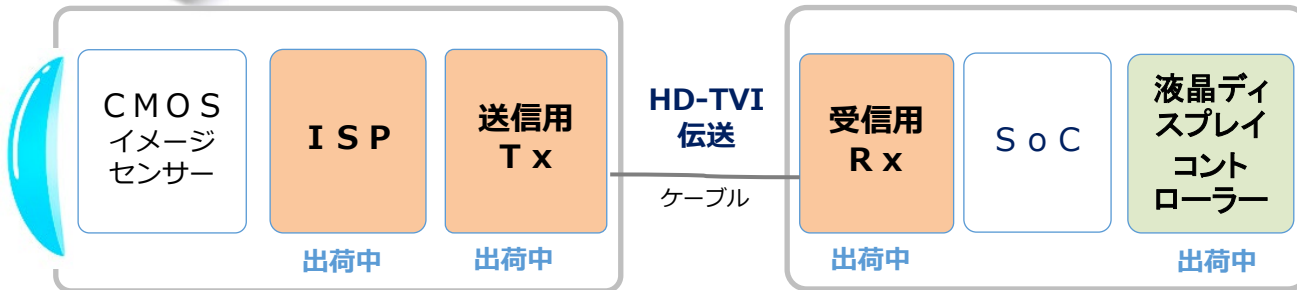 ＣＭＯＳ
イメージ
センサー
ＩＳＰ
送信用
Ｔｘ
HD-TVI
伝送
ケーブル
受信用
Ｒｘ
ＳｏＣ
液晶ディ
スプレイ
コント
ローラー
出荷中
出荷中
出荷中
出荷中